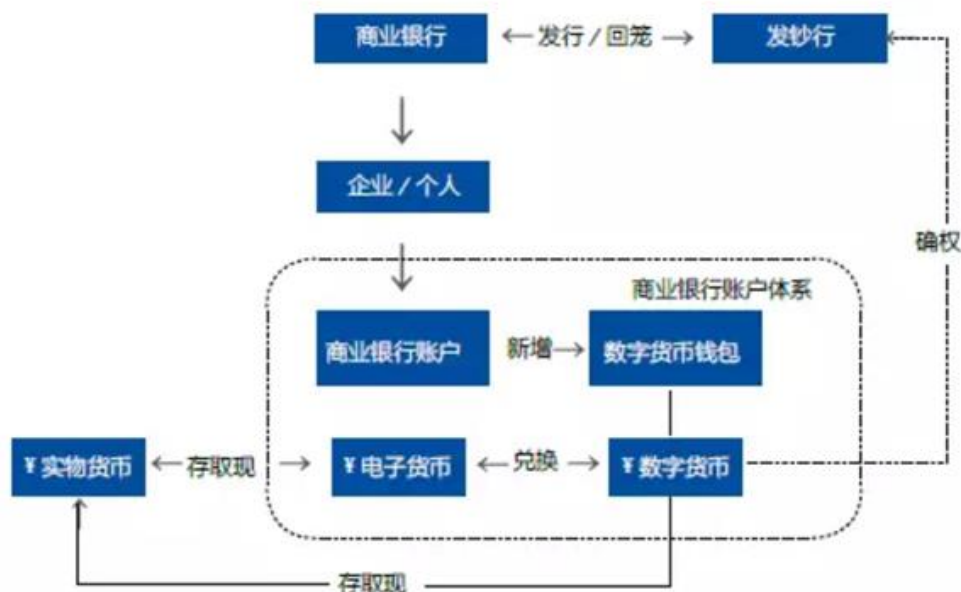 商业银行
发行 / 回笼
发钞行
企业 / 个人
确权
商业银行账户体系
商业银行账户
新增
数字货币钱包
¥ 实物货币
存取现
¥ 电子货币
兑换
¥ 数字货币
存取现